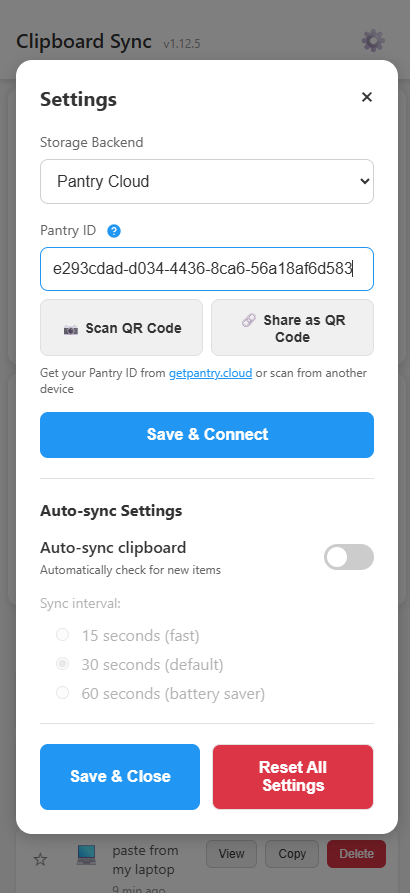 Clipboard Sync v1.12.5
Settings ×
Storage Backend
Pantry Cloud
Pantry ID ?
e293cdad-d034-4436-8ca6-56a18af6d583
Scan QR Code
Share as QR
Code
Get your Pantry ID from getpantry.cloud or scan from another
device
Save & Connect
Auto-sync Settings
Auto-sync clipboard
Automatically check for new items
Sync interval:
15 seconds (fast)
30 seconds (default)
60 seconds (battery saver)
Save & Close
Reset All
Settings
paste from
my laptop
View Copy Delete
9 min ago